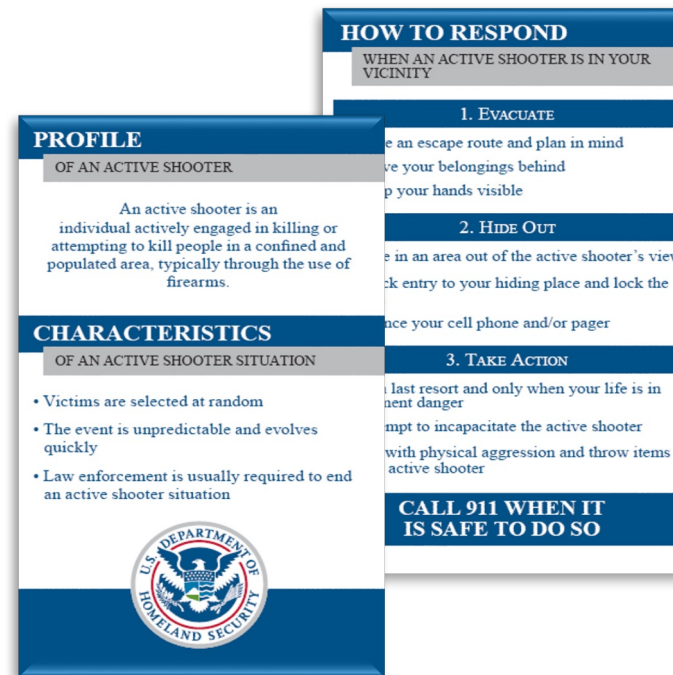 PROFILE
OF AN ACTIVE SHOOTER
An active shooter is an
individual actively engaged in killing or
attempting to kill people in a confined and
populated area, typically through the use of
firearms.
CHARACTERISTICS
OF AN ACTIVE SHOOTER SITUATION
• Victims are selected at random
• The event is unpredictable and evolves
quickly
• Law enforcement is usually required to end
an active shooter situation
U.S. DEPARTMENT OF
HOMELAND SECURITY
HOW TO RESPOND
WHEN AN ACTIVE SHOOTER IS IN YOUR
VICINITY
1. EVACUATE
an escape route and plan in mind
your belongings behind
your hands visible
2. HIDE OUT
in an area out of the active shooter's
entry to your hiding place and lock the
your cell phone and/or pager
3. TAKE ACTION
last resort and only when your life is in
danger
to incapacitate the active shooter
with physical aggression and throw items
active shooter
CALL 911 WHEN IT
IS SAFE TO DO SO